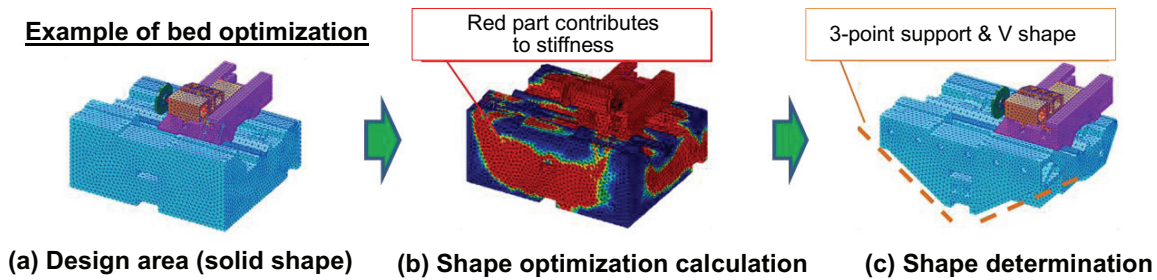 Example of bed optimization
Red part contributes
to stiffness
3-point support & V shape
(a) Design area (solid shape)
(b) Shape optimization calculation
(c) Shape determination